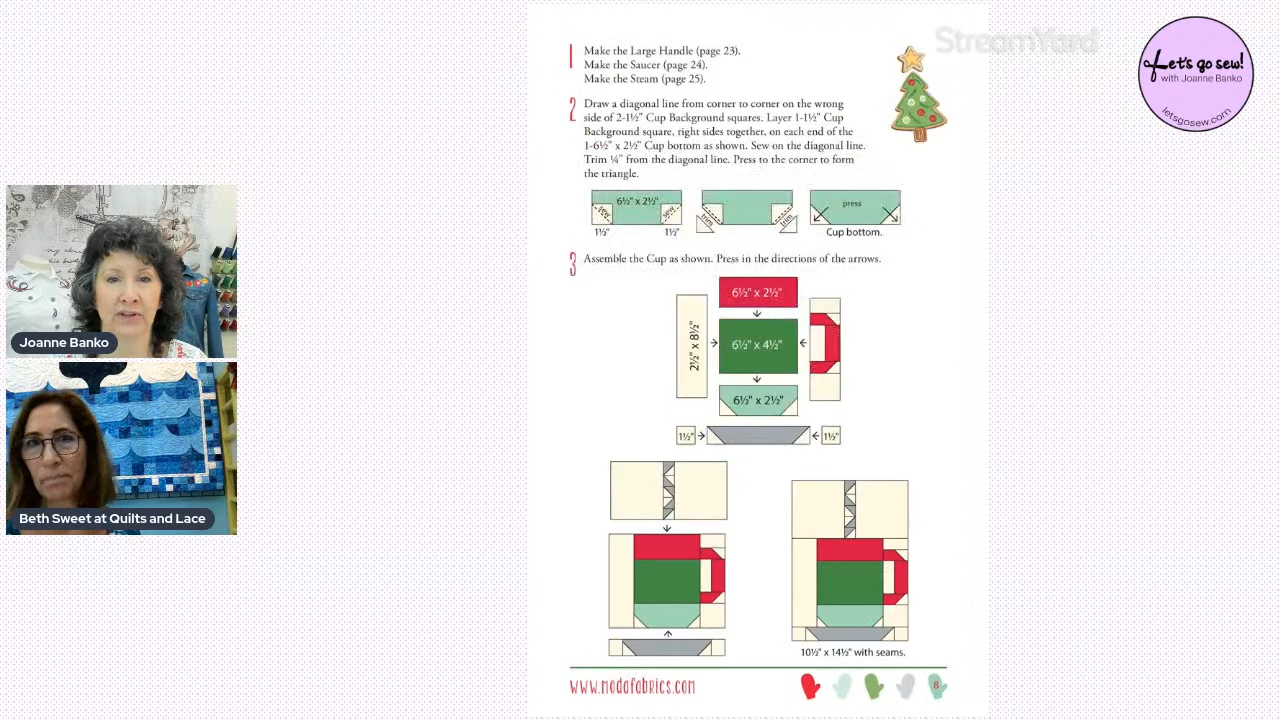 StreamYard
Let's go sew!
with Joanne Banko
letsgosew.com
Make the Large Handle (page 23).
1
Make the Saucer (page 24).
Make the Steam (page 25).
2
Draw a diagonal line from corner to corner on the wrong
side of 2-1½" Cup Background squares. Layer 1-1½" Cup
Background square, right sides together, on each end of the
1-6½" x 2½" Cup bottom as shown. Sew on the diagonal line.
Trim ¼" from the diagonal line. Press to the corner to form
the triangle.
6½" x 2½"
sew
sew
1½"
1½"
trim
trim
press
Cup bottom.
3
Assemble the Cup as shown. Press in the directions of the arrows.
6½" x 2½"
2½" x 8½"
6½" x 4½"
6½" x 2½"
1½"
1½"
10½" x 14½" with seams.
www.modafabrics.com
8
Joanne Banko
Beth Sweet at Quilts and Lace